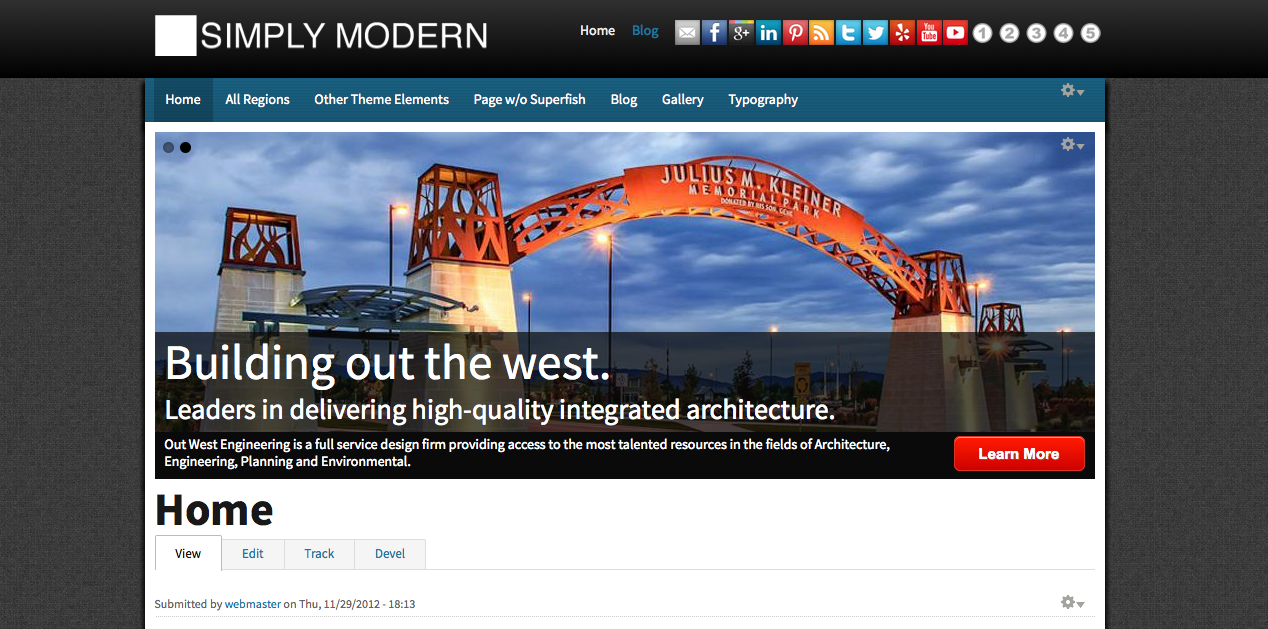 SIMPLY MODERN
Home Blog f g+ in You Tube 1 2 3 4 5
Home All Regions Other Theme Elements Page w/o Superfish Blog Gallery Typography
JULIUS M. KLEINER
MEMORIAL PARK
DONATED BY HIS SON, GENE
Building out the west.
Leaders in delivering high-quality integrated architecture.
Out West Engineering is a full service design firm providing access to the most talented resources in the fields of Architecture,
Engineering, Planning and Environmental.
Learn More
Home
View Edit Track Devel
Submitted by webmaster on Thu, 11/29/2012 - 18:13